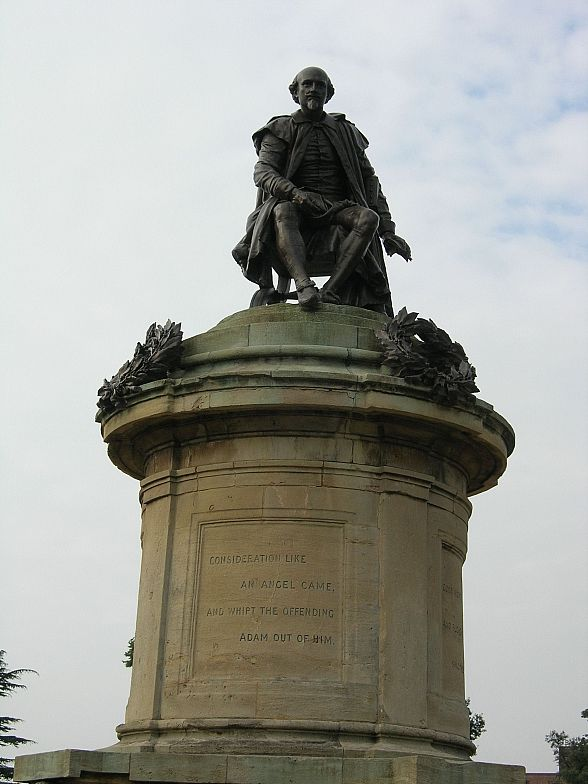 CONSIDERATION LIKE
AN ANGEL CAME,
AND WHIPT THE OFFENDING
ADAM OUT OF HIM.